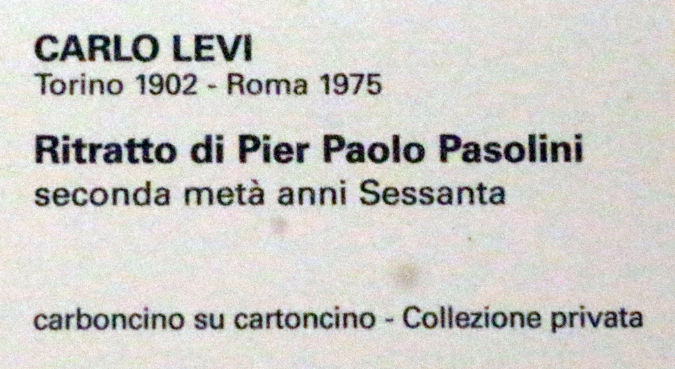 CARLO LEVI
Torino 1902 - Roma 1975
Ritratto di Pier Paolo Pasolini
seconda metà anni Sessanta
carboncino su cartoncino - Collezione privata